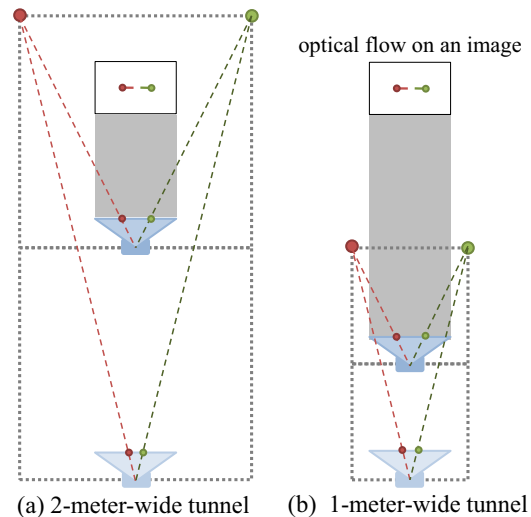 optical flow on an image
(a) 2-meter-wide tunnel
(b) 1-meter-wide tunnel